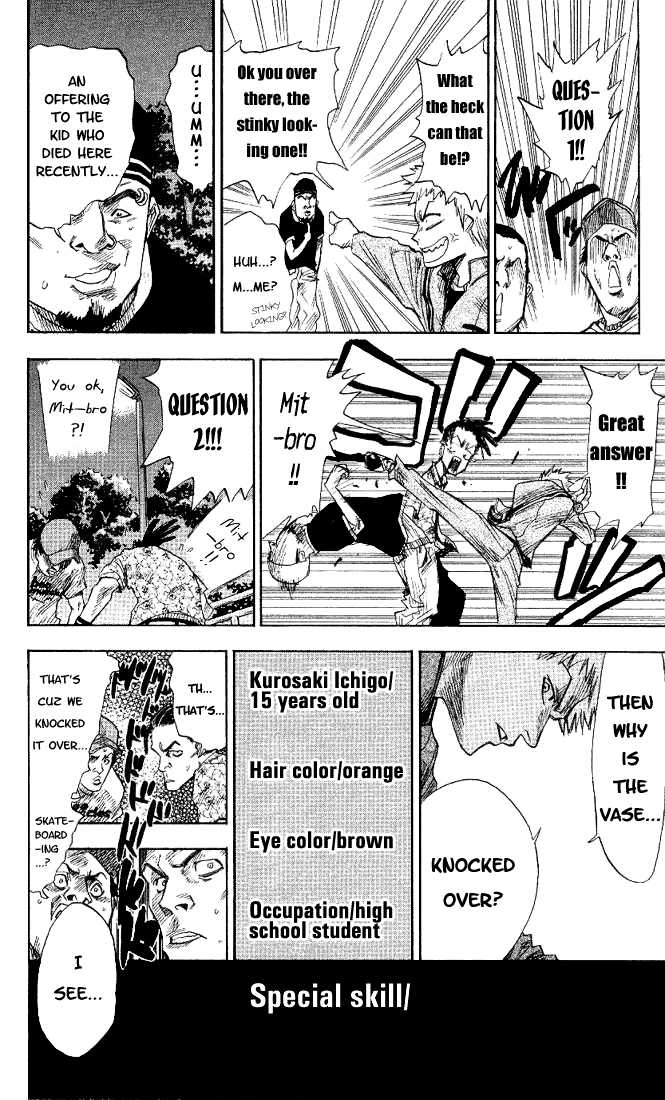 QUES-
TION
1!!
What
the heck
can that
be!?
Ok you over
there, the
stinky look-
ing one!!
HUH...?
M...ME?
STINKY
LOOKING?
U...UMM...
AN
OFFERING
TO THE
KID WHO
DIED HERE
RECENTLY...
Great
answer
!!
Mit
-bro
!!
QUESTION
2!!!
Mit
-bro
!!
You ok,
Mit-bro
?!
THEN
WHY
IS
THE
VASE...
KNOCKED
OVER?
Kurosaki Ichigo/
15 years old
Hair color/orange
Eye color/brown
Occupation/high
school student
Special skill/
TH...
THAT'S...
THAT'S
CUZ WE
KNOCKED
IT OVER...
SKATE-
BOARD
-ING
...?
I
SEE...